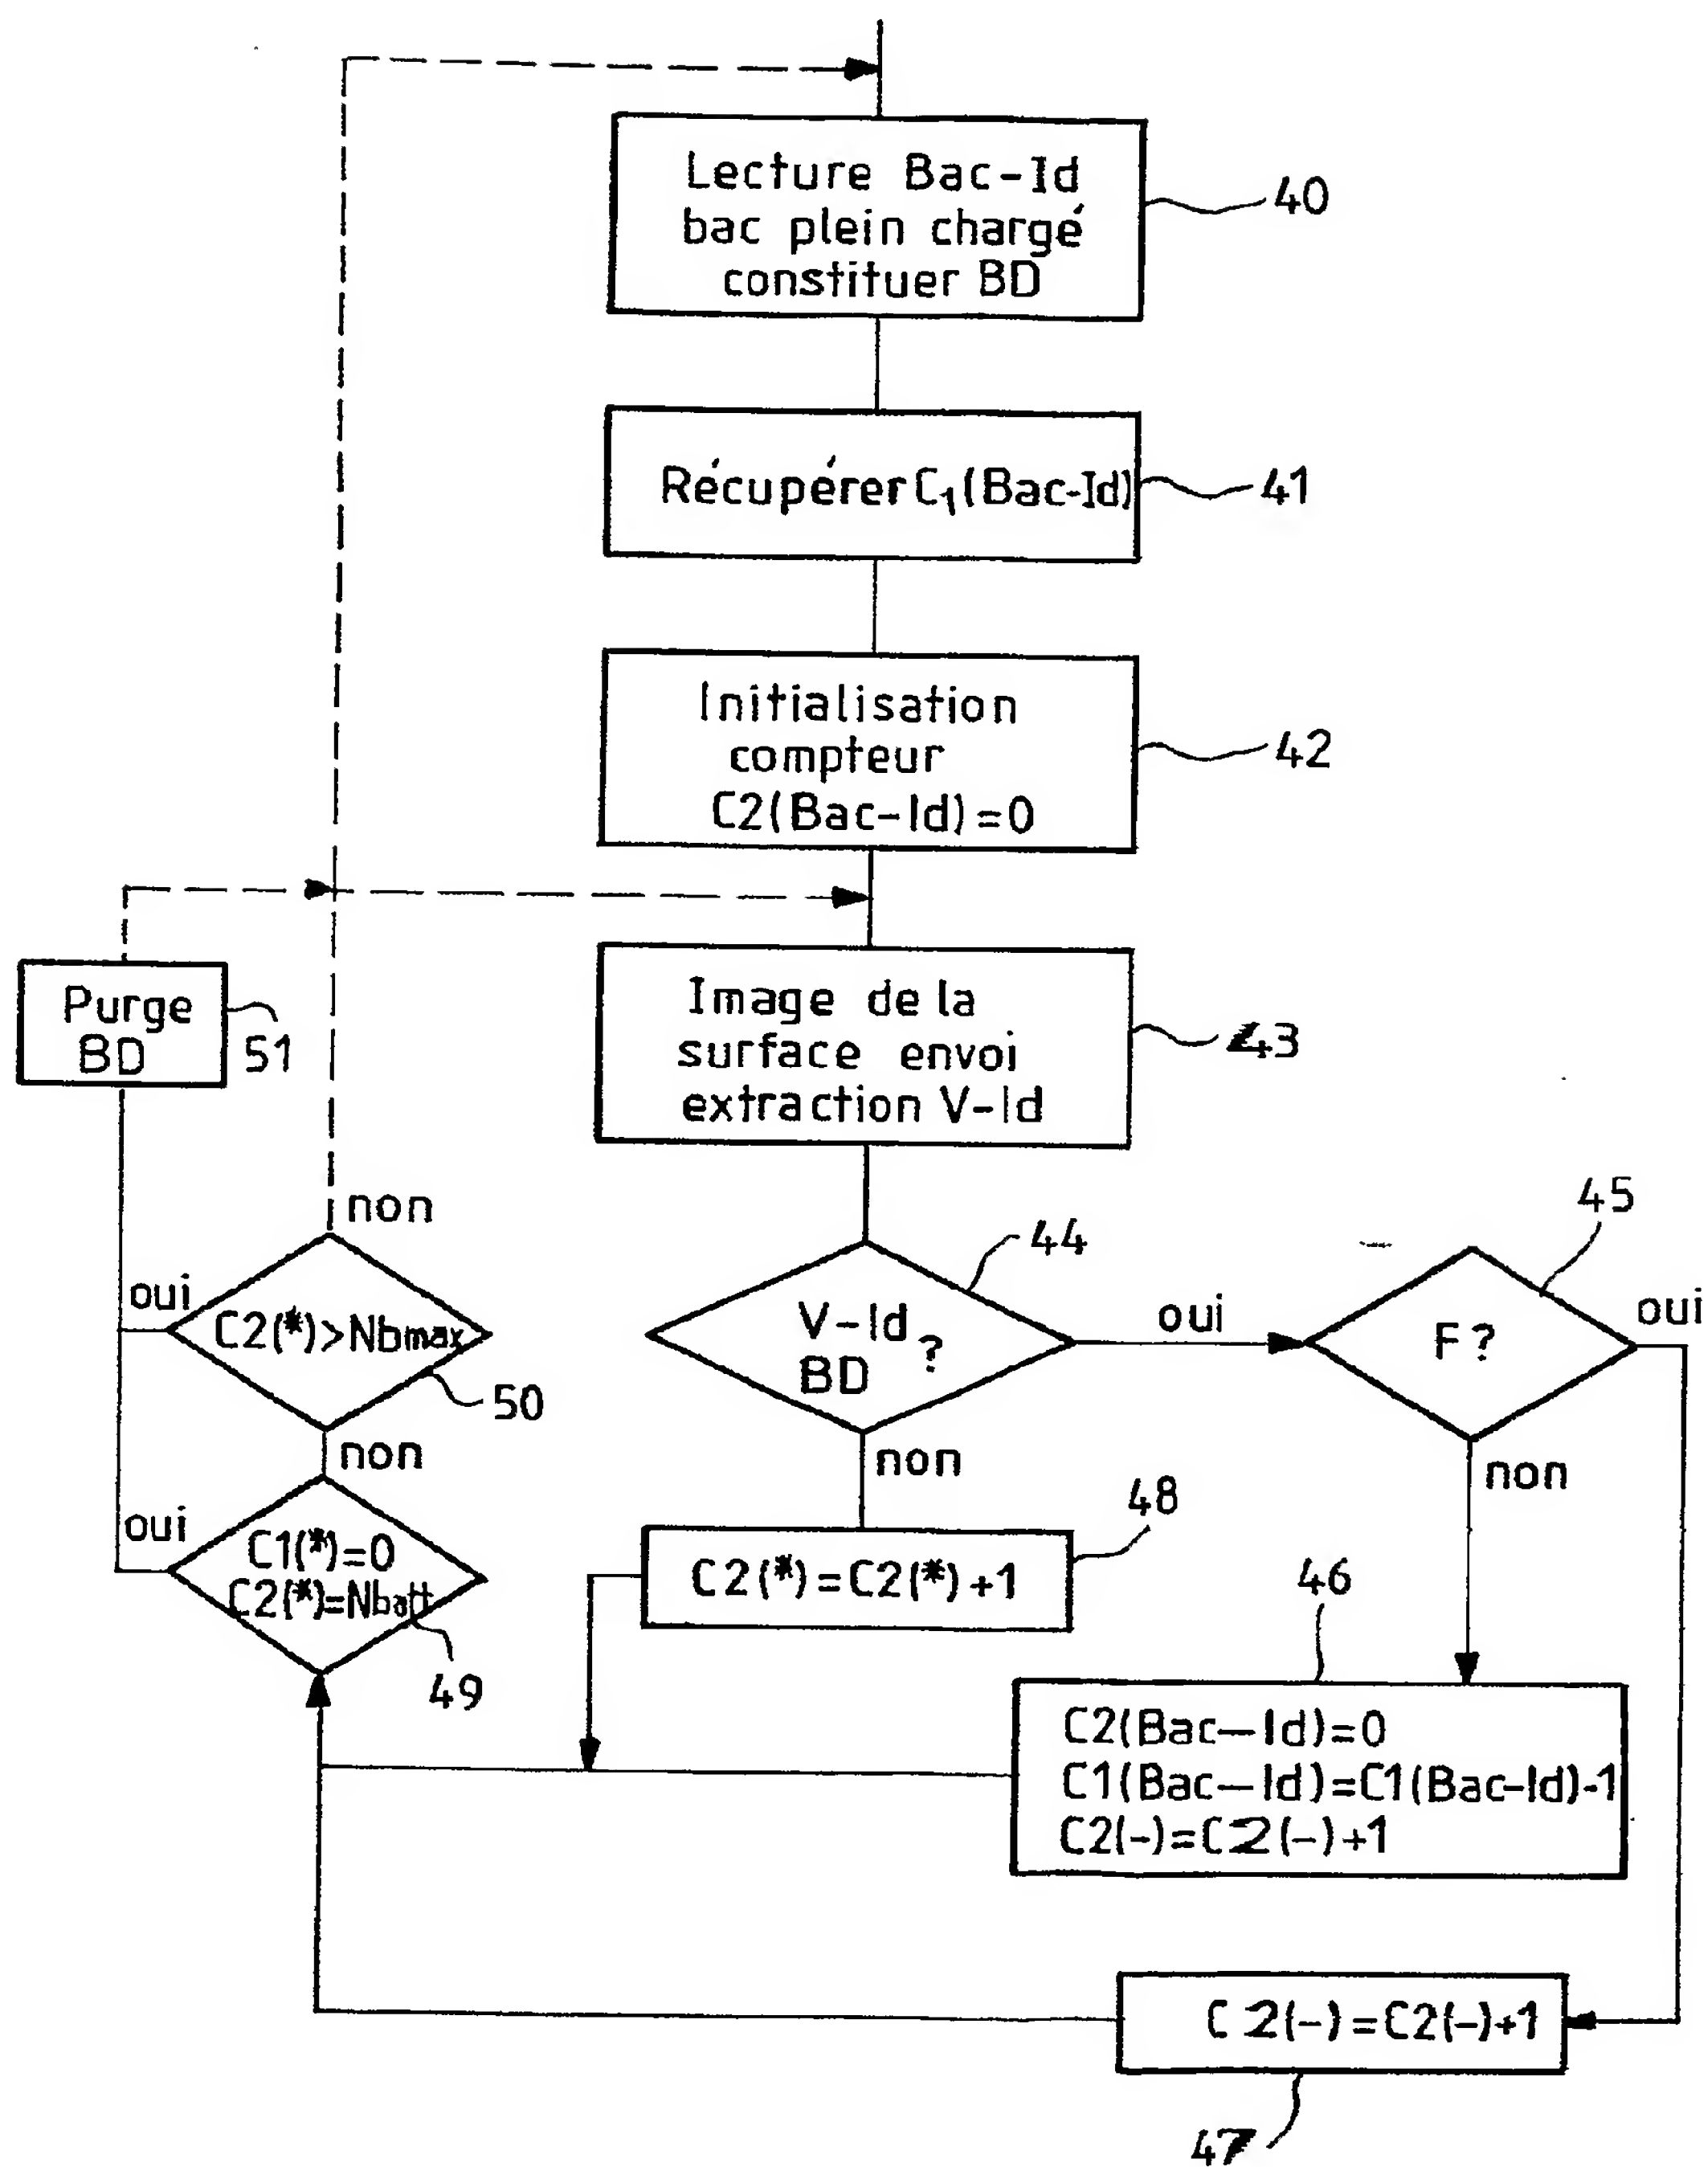 Lecture Bac-Id
bac plein chargé
constituer BD
40
Récupérer C1(Bac-Id)
41
Initialisation
compteur
C2(Bac-Id)=0
42
Image de la
surface envoi
extraction V-Id
43
Purge
BD
51
non
oui
C2(*)>Nbmax
50
non
oui
C1(*)=0
C2(*)=Nbatt
49
44
V-Id
BD ?
oui
non
45
F?
oui
non
48
C2(*)=C2(*)+1
46
C2(Bac-Id)=0
C1(Bac-Id)=C1(Bac-Id)-1
C2(-)=C2(-)+1
C2(-)=C2(-)+1
47